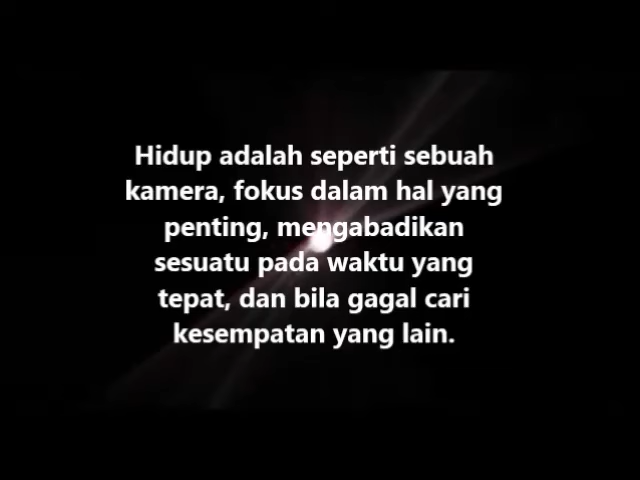 Hidup adalah seperti sebuah
kamera, fokus dalam hal yang
penting, mengabadikan
sesuatu pada waktu yang
tepat, dan bila gagal cari
kesempatan yang lain.